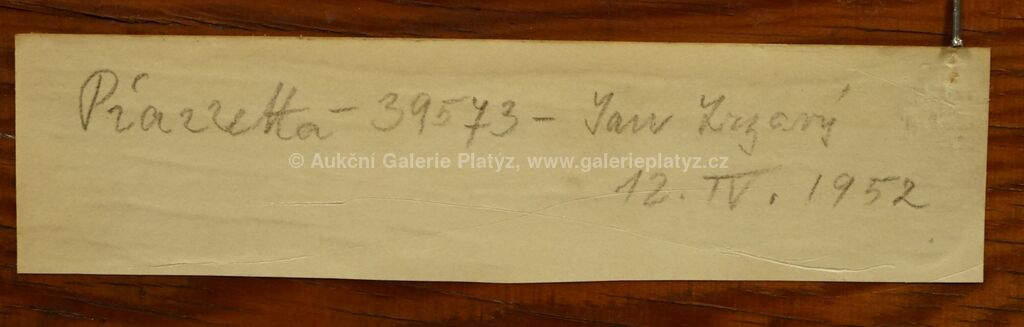 Piazzetta - 39573 - Jan Zrzavý
© Aukční Galerie Platýz, www.galerieplatyz.cz
12. IV. 1952